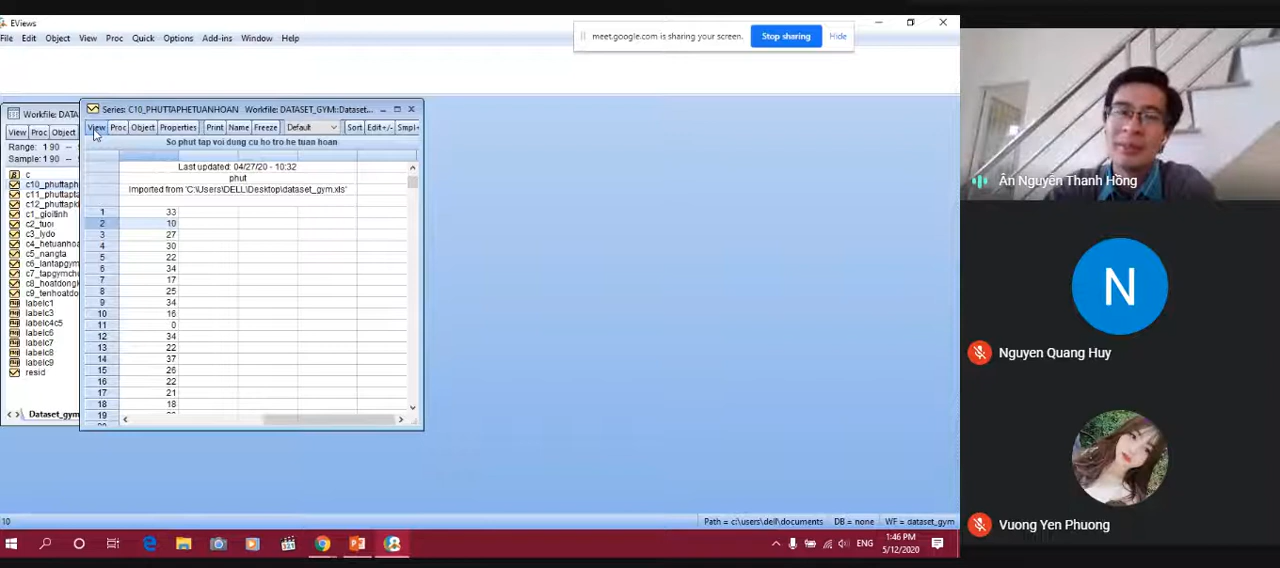 EViews
File Edit Object View Proc Quick Options Add-ins Window Help
meet.google.com is sharing your screen. Stop sharing Hide
Workfile: DATA
View Proc Object
Range: 1 90 --
Sample: 1 90 --
c
c10_phuttaph
c11_phuttapta
c12_phuttapki
c1_gioitinh
c2_tuoi
c3_lydo
c4_hetuanhoa
c5_nangta
c6_lantapgym
c7_tapgymch
c8_hoatdongk
c9_tenhoatdo
labelc1
labelc3
labelc4c5
labelc6
labelc7
labelc8
labelc9
resid
Dataset_gym
Series: C10_PHUTTAPHETUANHOAN Workfile: DATASET_GYM::Dataset...
View Proc Object Properties Print Name Freeze Default Sort Edit+/- Smpl+
So phut tap voi dung cu ho tro he tuan hoan
Last updated: 04/27/20 - 10:32
phut
Imported from 'C:\Users\DELL\Desktop\dataset_gym.xls'
1 33
2 10
3 27
4 30
5 22
6 34
7 17
8 25
9 34
10 16
11 0
12 34
13 22
14 37
15 26
16 22
17 21
18 18
19
10
Path = c:\users\dell\documents DB = none WF = dataset_gym
ENG
1:46 PM
5/12/2020
Ân Nguyễn Thanh Hồng
N
Nguyen Quang Huy
Vuong Yen Phuong